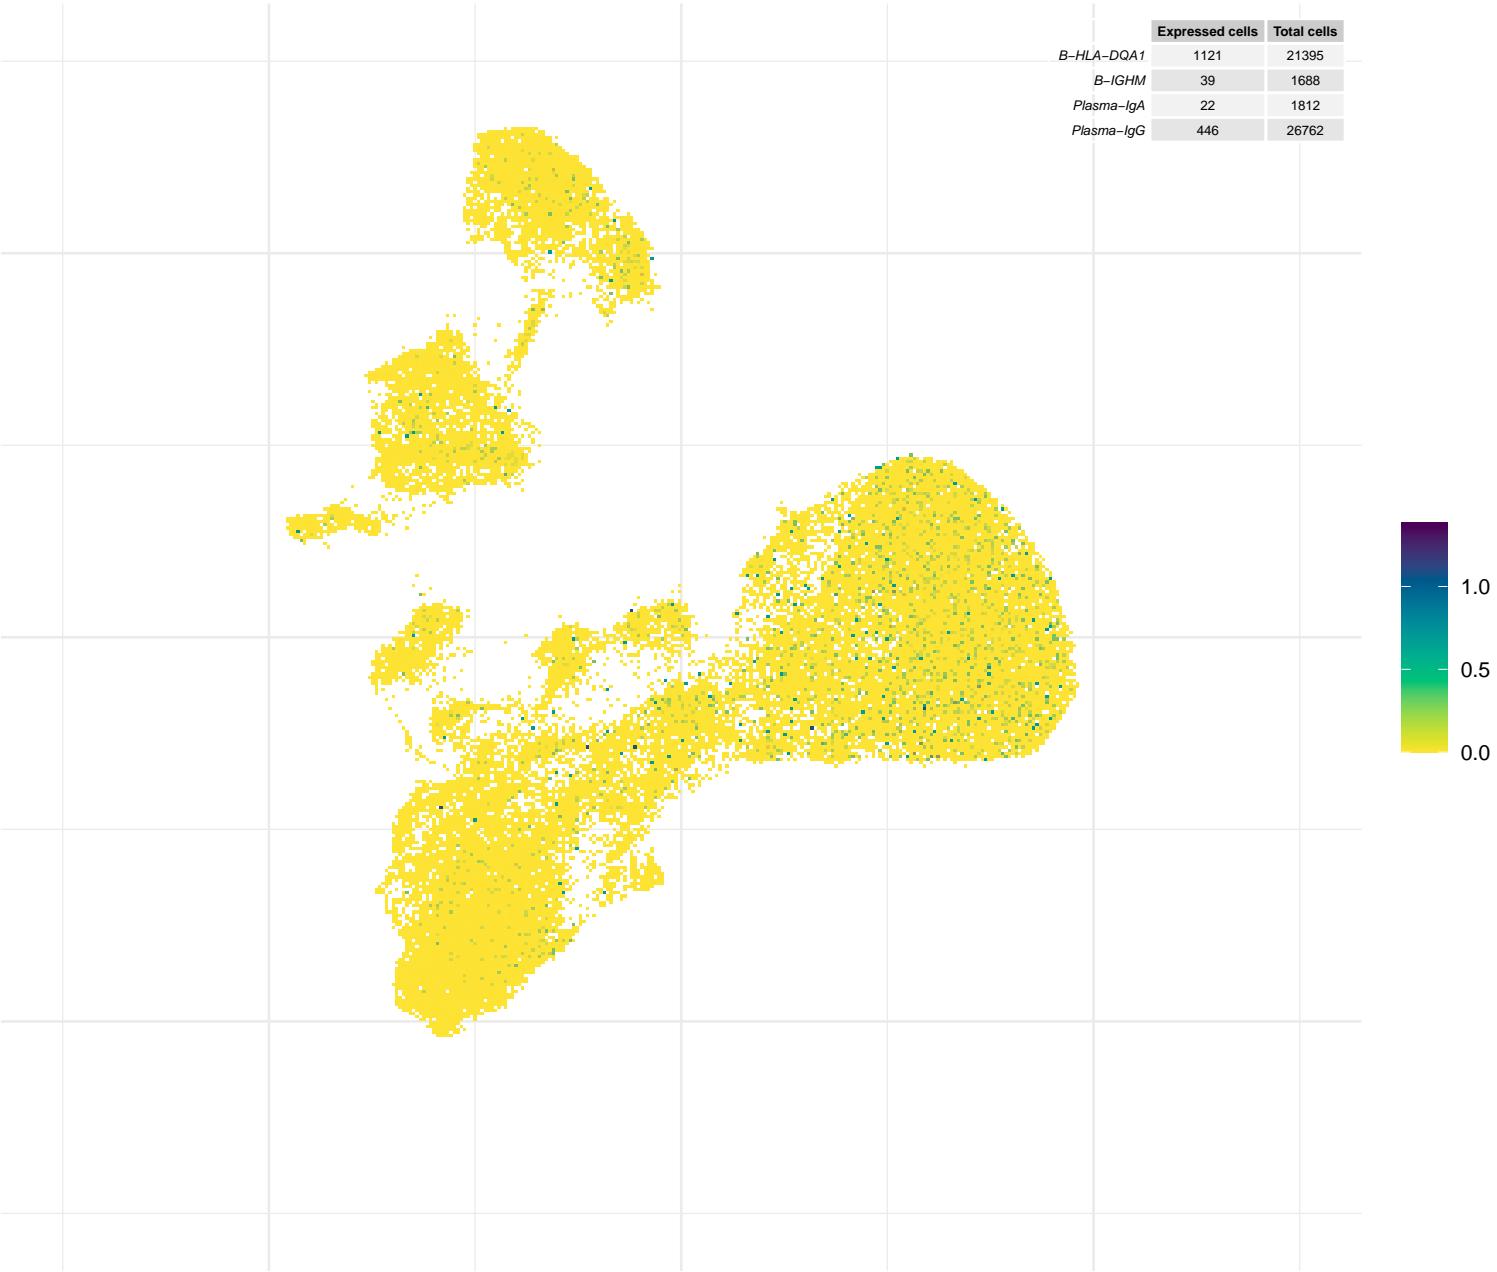 Expressed cells Total cells
B−HLA−DQA1 1121 21395
B−IGHM 39 1688
Plasma−IgA 22 1812
Plasma−IgG 446 26762
1.0
0.5
0.0